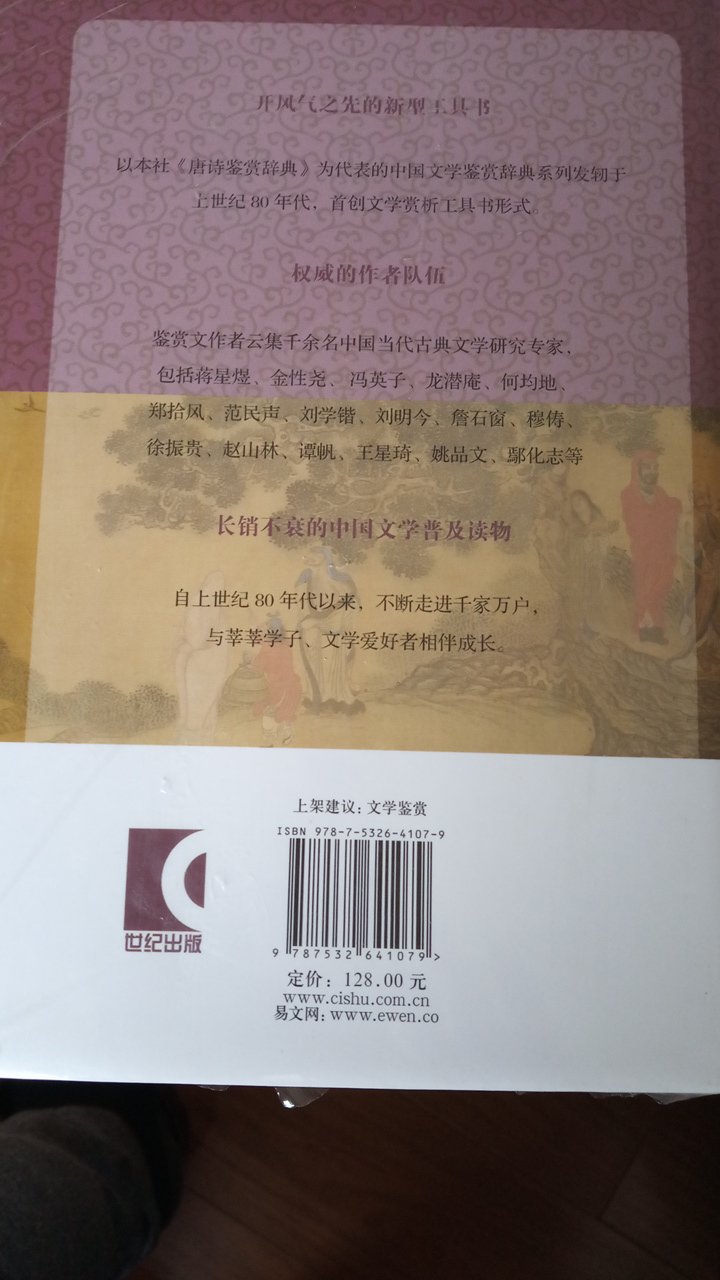 开风气之先的新型工具书
以本社《唐诗鉴赏辞典》为代表的中国文学鉴赏辞典系列发轫于
上世纪80年代，首创文学赏析工具书形式。
权威的作者队伍
鉴赏文作者云集千余名中国当代古典文学研究专家，
包括蒋星煜、金性尧、冯英子、龙潜庵、何均地、
郑拾风、范民声、刘学锴、刘明今、詹石窗、穆俦、
徐振贵、赵山林、谭帆、王星琦、姚品文、鄢化志等
长销不衰的中国文学普及读物
自上世纪80年代以来，不断走进千家万户，
与莘莘学子、文学爱好者相伴成长。
上架建议：文学鉴赏
ISBN 978-7-5326-4107-9
9 787532 641079>
世纪出版
定价：128.00元
www.cishu.com.cn
易文网：www.ewen.co